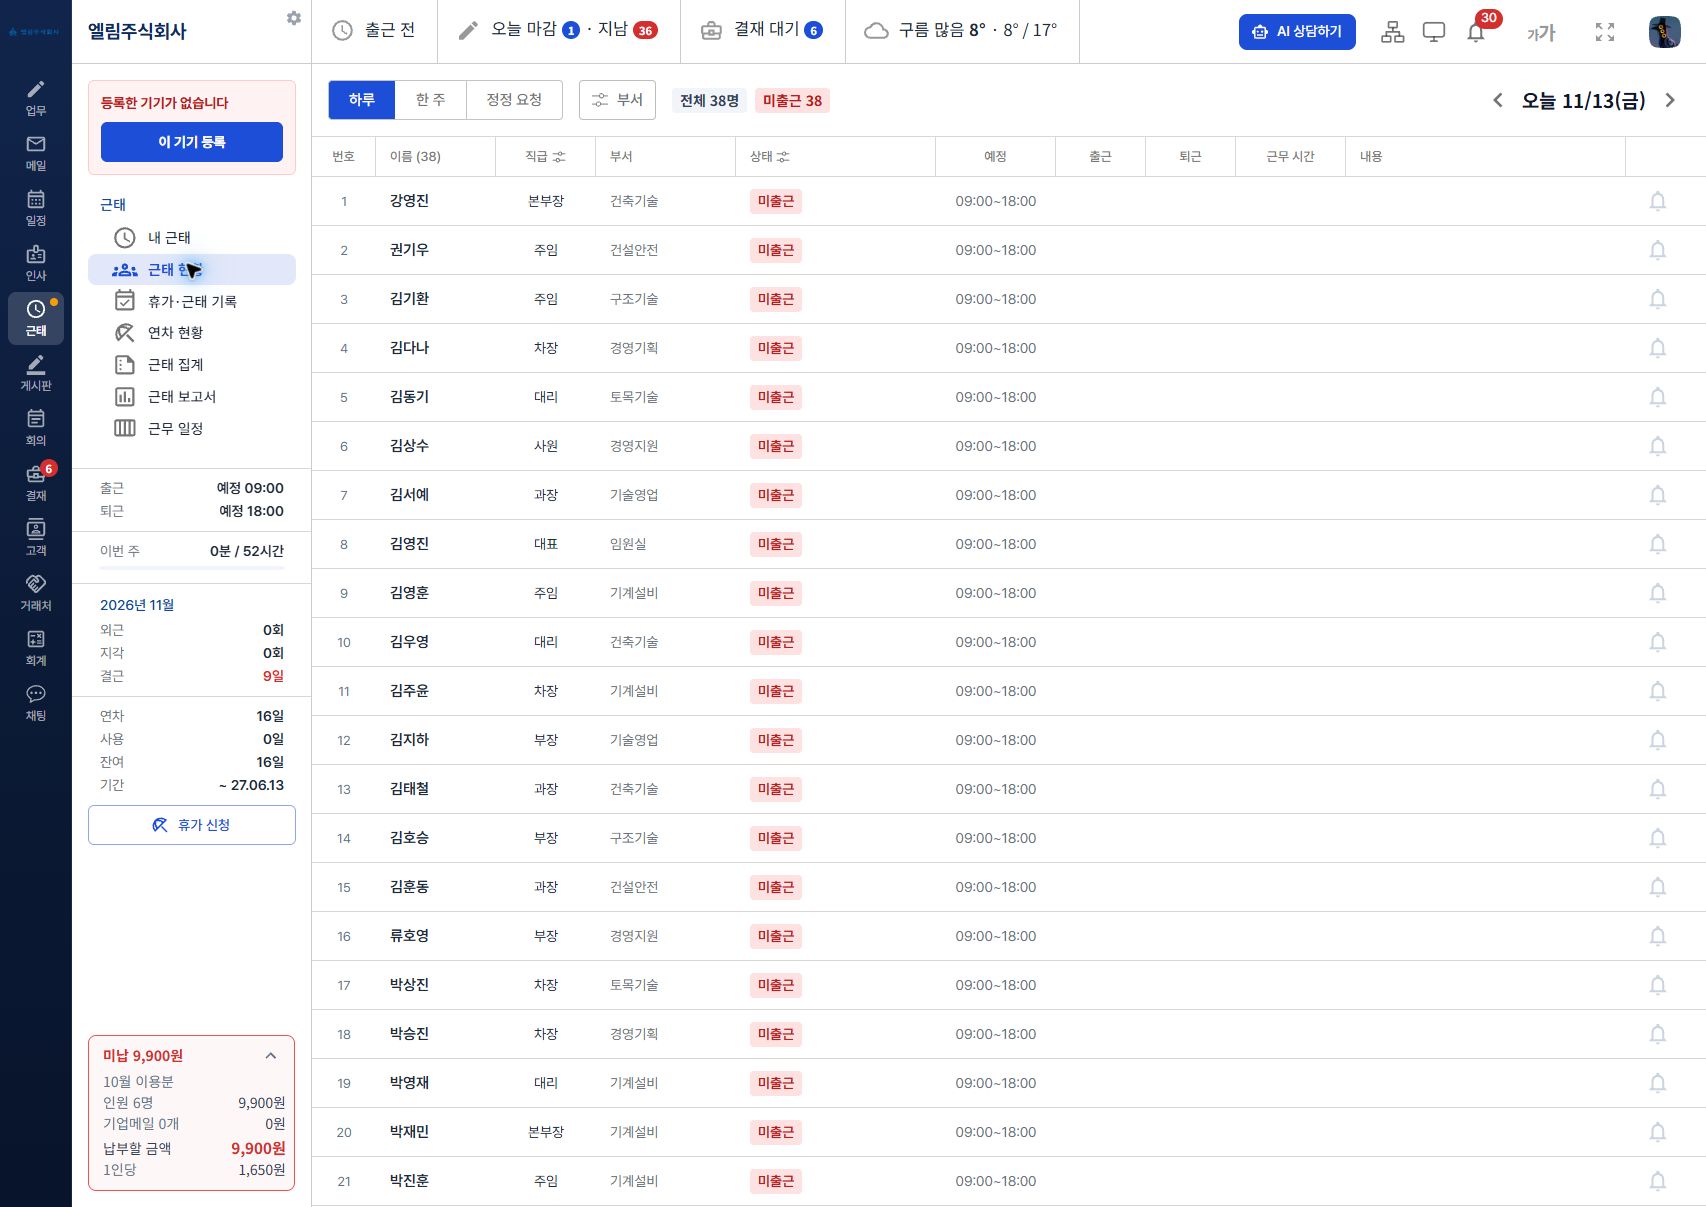 엘림주식회사
업무
메일
일정
인사
근태
게시판
회의
결재
6
고객
거래처
회계
채팅
엘림주식회사
등록한 기기가 없습니다
이 기기 등록
근태
내 근태
근태
휴가·근태 기록
연차 현황
근태 집계
근태 보고서
근무 일정
출근 예정 09:00
퇴근 예정 18:00
이번 주 0분 / 52시간
2026년 11월
외근 0회
지각 0회
결근 9일
연차 16일
사용 0일
잔여 16일
기간 ~ 27.06.13
휴가 신청
미납 9,900원
10월 이용분
인원 6명 9,900원
기업메일 0개 0원
납부할 금액 9,900원
1인당 1,650원
출근 전
오늘 마감 1 · 지남 36
결재 대기 6
구름 많음 8° · 8° / 17°
AI 상담하기
30
가가
하루 한 주 정정 요청 부서 전체 38명 미출근 38
오늘 11/13(금)
번호 이름 (38) 직급 부서 상태 예정 출근 퇴근 근무 시간 내용
1 강영진 본부장 건축기술 미출근 09:00~18:00
2 권기우 주임 건설안전 미출근 09:00~18:00
3 김기환 주임 구조기술 미출근 09:00~18:00
4 김다나 차장 경영기획 미출근 09:00~18:00
5 김동기 대리 토목기술 미출근 09:00~18:00
6 김상수 사원 경영지원 미출근 09:00~18:00
7 김서예 과장 기술영업 미출근 09:00~18:00
8 김영진 대표 임원실 미출근 09:00~18:00
9 김영훈 주임 기계설비 미출근 09:00~18:00
10 김우영 대리 건축기술 미출근 09:00~18:00
11 김주윤 차장 기계설비 미출근 09:00~18:00
12 김지하 부장 기술영업 미출근 09:00~18:00
13 김태철 과장 건축기술 미출근 09:00~18:00
14 김호승 부장 구조기술 미출근 09:00~18:00
15 김훈동 과장 건설안전 미출근 09:00~18:00
16 류호영 부장 경영지원 미출근 09:00~18:00
17 박상진 차장 토목기술 미출근 09:00~18:00
18 박승진 차장 경영기획 미출근 09:00~18:00
19 박영재 대리 기계설비 미출근 09:00~18:00
20 박재민 본부장 기계설비 미출근 09:00~18:00
21 박진훈 주임 기계설비 미출근 09:00~18:00